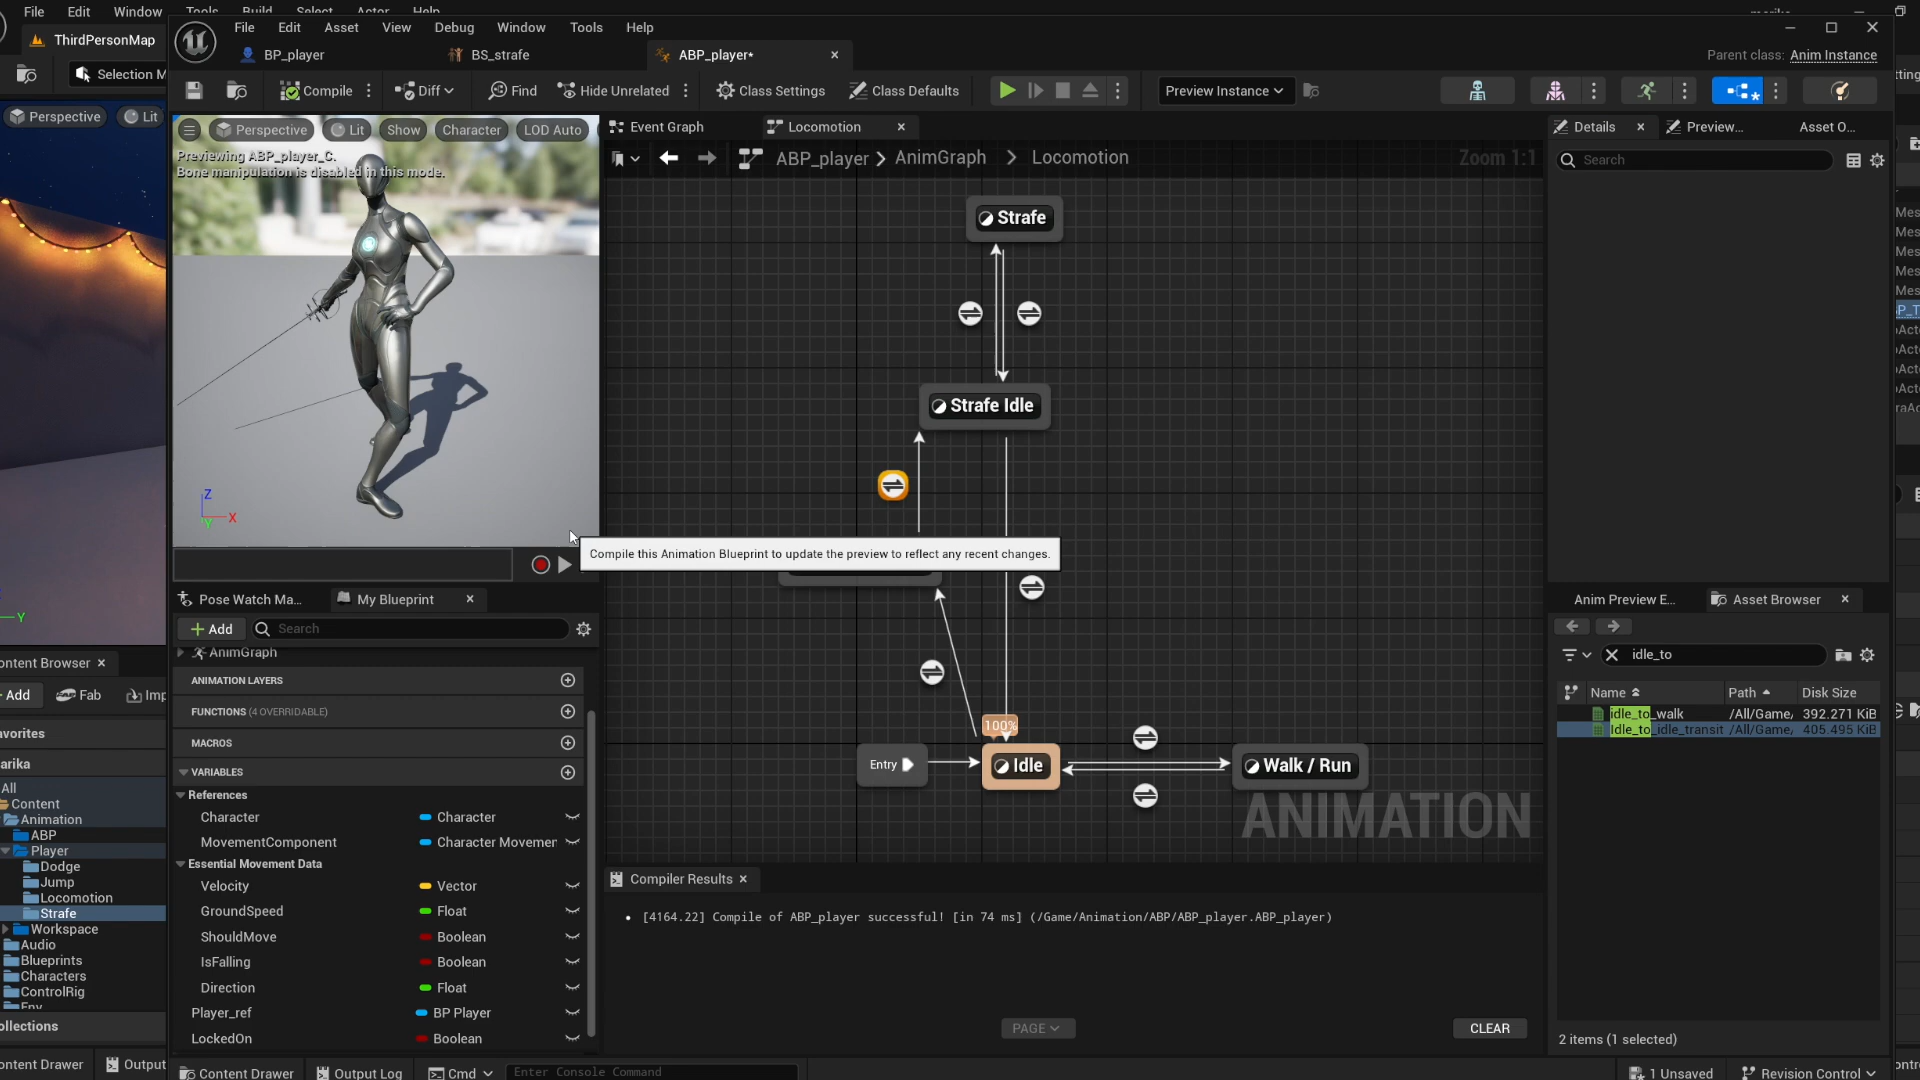 File Edit Window Tools Build Select Actor Help
File Edit Asset View Debug Window Tools Help
ThirdPersonMap
BP_player
BS_strafe
ABP_player*
Parent class: Anim Instance
Selection M
Compile
Diff
Find
Hide Unrelated
Class Settings
Class Defaults
Preview Instance
Perspective
Lit
Perspective
Lit
Show
Character
LOD Auto
Previewing ABP_player_C.
Bone manipulation is disabled in this mode.
Event Graph
Locomotion
ABP_player > AnimGraph > Locomotion
Zoom 1:1
Details
Preview...
Asset O...
Search
Strafe
Strafe Idle
Compile this Animation Blueprint to update the preview to reflect any recent changes.
100%
Entry
Idle
Walk / Run
ANIMATION
Z
X
Y
Y
Pose Watch Ma...
My Blueprint
Add
Search
AnimGraph
ANIMATION LAYERS
FUNCTIONS (4 OVERRIDABLE)
MACROS
VARIABLES
References
Character Character
MovementComponent Character Movemen
Essential Movement Data
Velocity Vector
GroundSpeed Float
ShouldMove Boolean
IsFalling Boolean
Direction Float
Player_ref BP Player
LockedOn Boolean
ontent Browser
Add
Fab
Imp
avorites
arika
All
Content
Animation
ABP
Player
Dodge
Jump
Locomotion
Strafe
Workspace
Audio
Blueprints
Characters
ControlRig
Env
ollections
ontent Drawer
Output
Compiler Results
[4164.22] Compile of ABP_player successful! [in 74 ms] (/Game/Animation/ABP/ABP_player.ABP_player)
PAGE
CLEAR
Anim Preview E...
Asset Browser
idle_to
Name Path Disk Size
idle_to_walk /All/Game, 392.271 KiB
Idle_to_idle_transit /All/Game, 405.495 KiB
2 items (1 selected)
Content Drawer
Output Log
Cmd
Enter Console Command
1 Unsaved
Revision Control